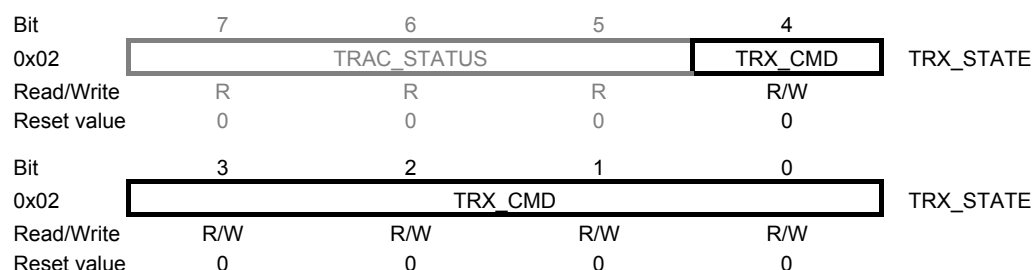 Bit 7 6 5 4
0x02 TRAC_STATUS TRX_CMD TRX_STATE
Read/Write R R R R/W
Reset value 0 0 0 0
Bit 3 2 1 0
0x02 TRX_CMD TRX_STATE
Read/Write R/W R/W R/W R/W
Reset value 0 0 0 0